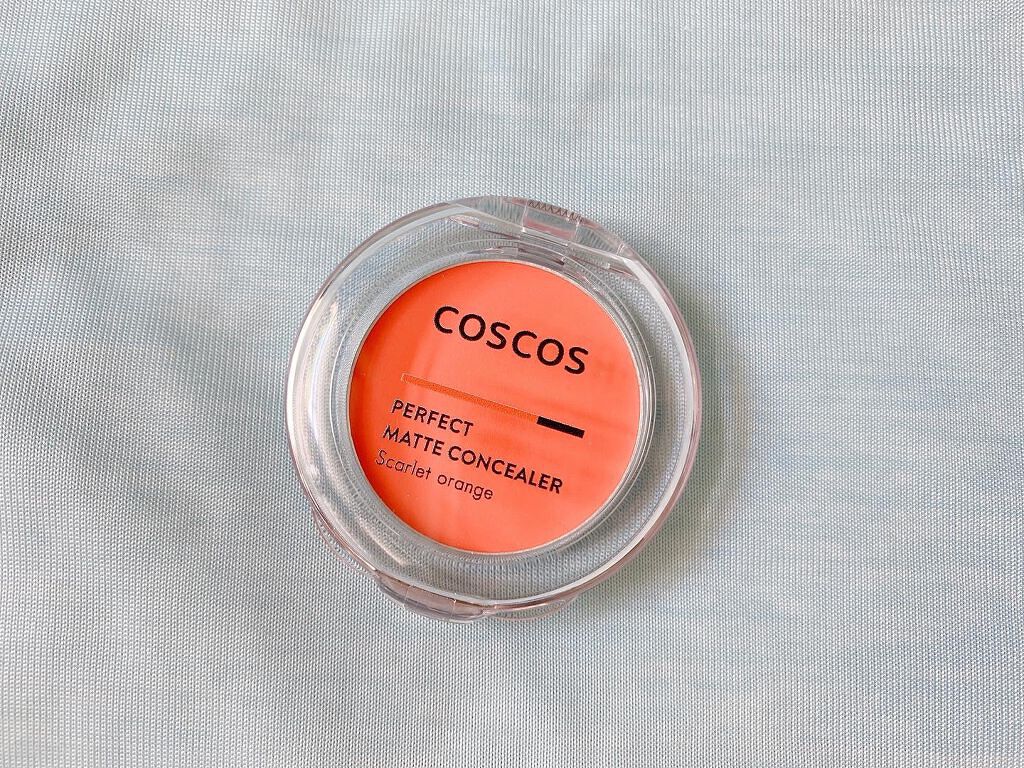 COSCOS
PERFECT
MATTE CONCEALER
Scarlet orange